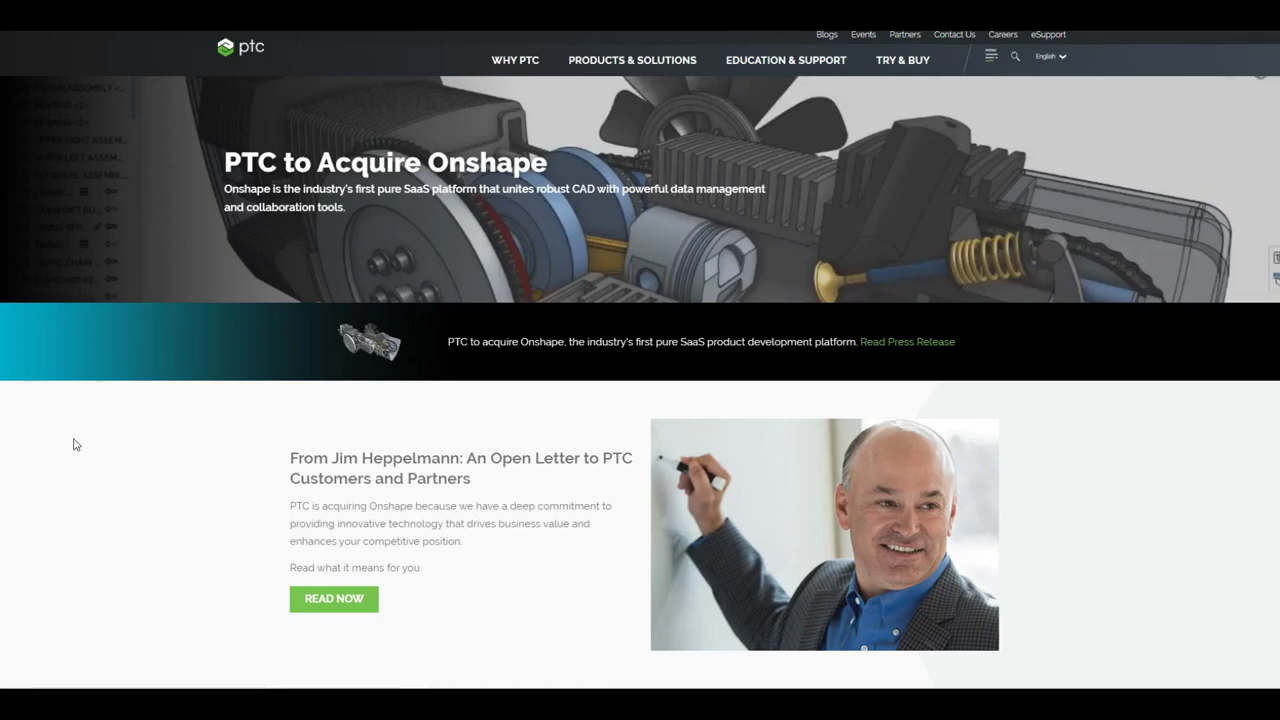 ptc
Blogs Events Partners Contact Us Careers eSupport
WHY PTC PRODUCTS & SOLUTIONS EDUCATION & SUPPORT TRY & BUY English
PTC to Acquire Onshape
Onshape is the industry's first pure SaaS platform that unites robust CAD with powerful data management
and collaboration tools.
PTC to acquire Onshape, the industry's first pure SaaS product development platform. Read Press Release
From Jim Heppelmann: An Open Letter to PTC
Customers and Partners
PTC is acquiring Onshape because we have a deep commitment to
providing innovative technology that drives business value and
enhances your competitive position.
Read what it means for you.
READ NOW